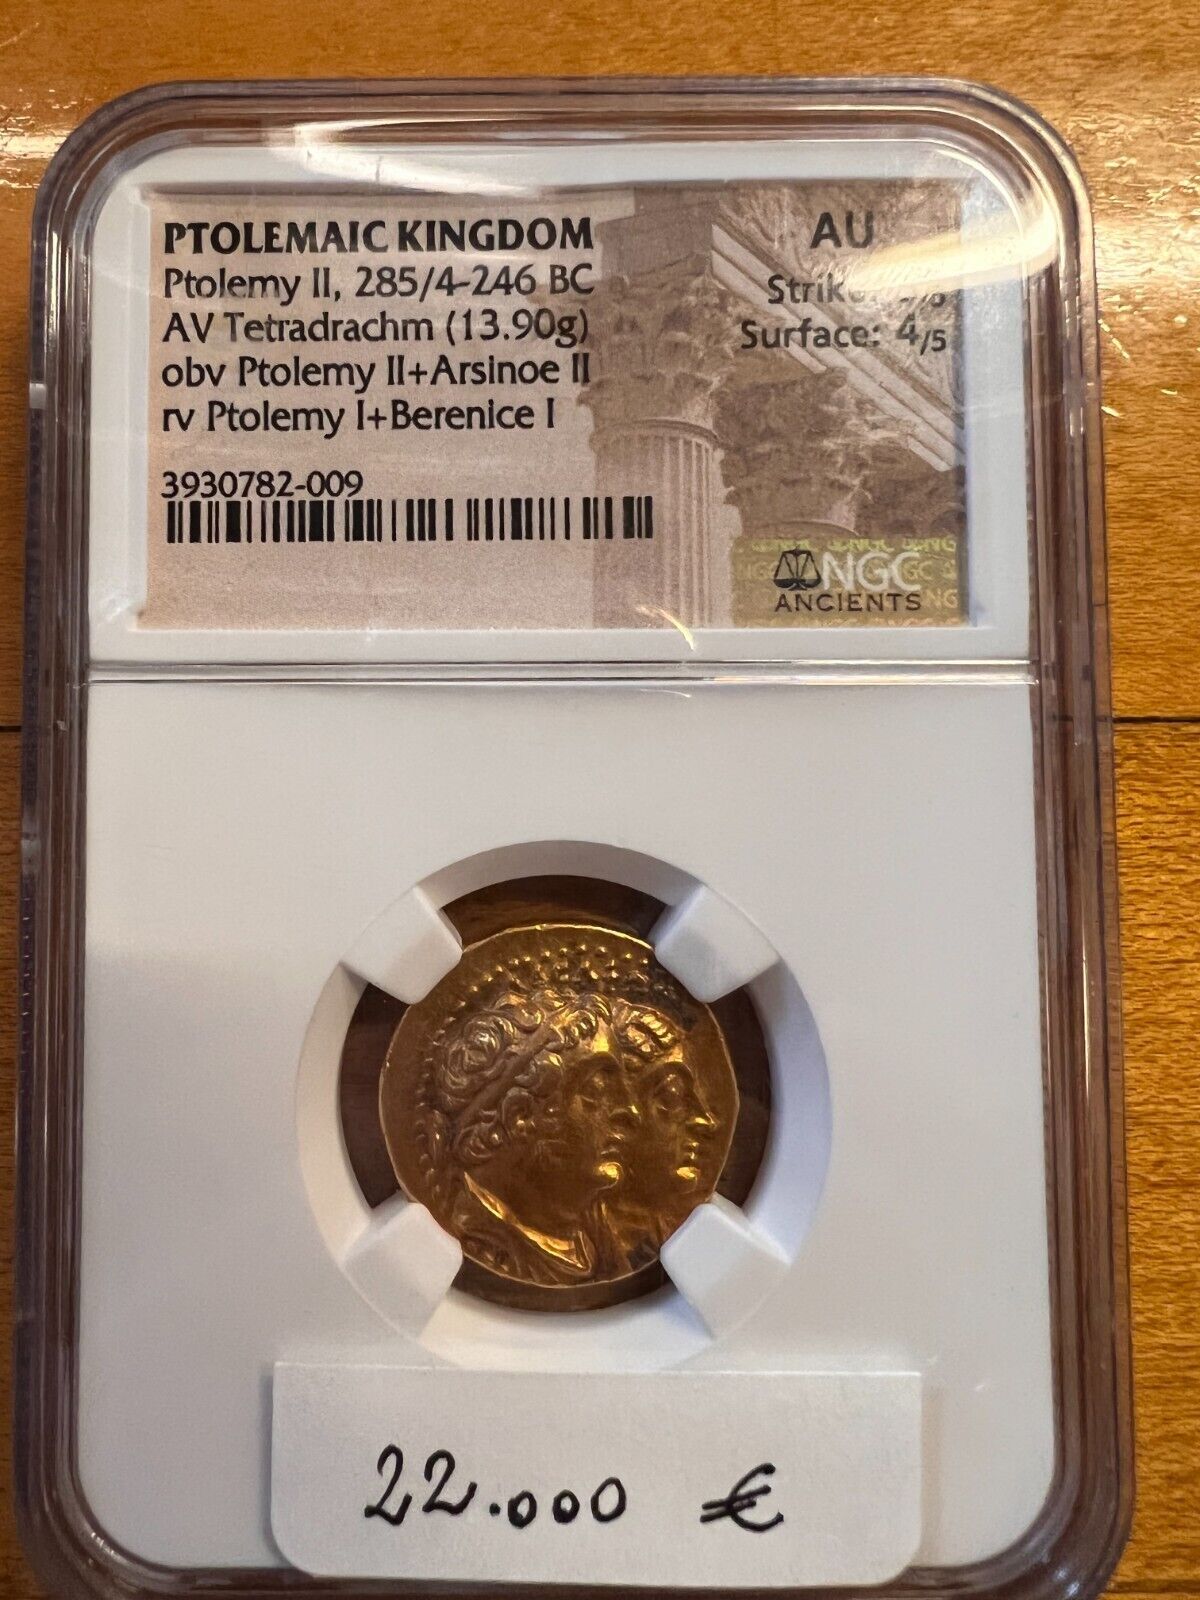 PTOLEMAIC KINGDOM
Ptolemy II, 285/4-246 BC
AV Tetradrachm (13.90g)
obv Ptolemy II+Arsinoe II
rv Ptolemy I+Berenice I
3930782-009
AU
Strike:
Surface: 4/5
NGC
ANCIENTS
22.000 €